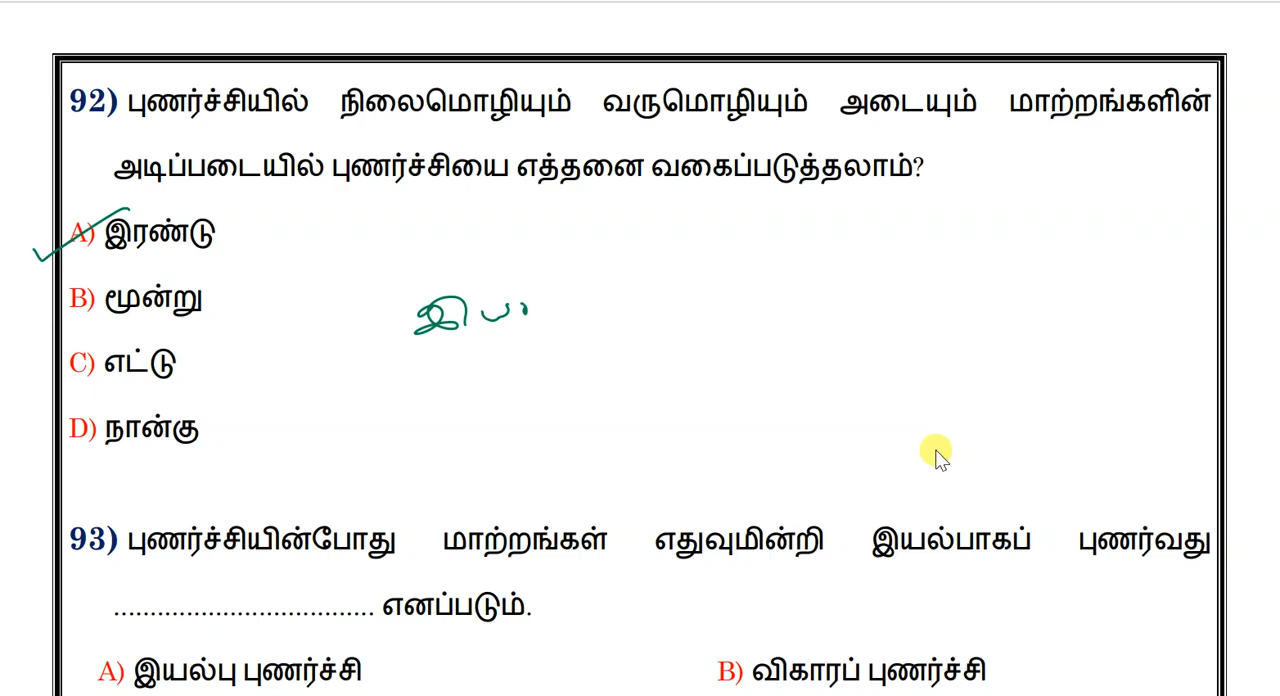 92) புணர்ச்சியில் நிலைமொழியும் வருமொழியும் அடையும் மாற்றங்களின்
அடிப்படையில் புணர்ச்சியை எத்தனை வகைப்படுத்தலாம்?
A) இரண்டு
B) மூன்று
இய
C) எட்டு
D) நான்கு
93) புணர்ச்சியின்போது மாற்றங்கள் எதுவுமின்றி இயல்பாகப் புணர்வது
................................... எனப்படும்.
A) இயல்பு புணர்ச்சி B) விகாரப் புணர்ச்சி